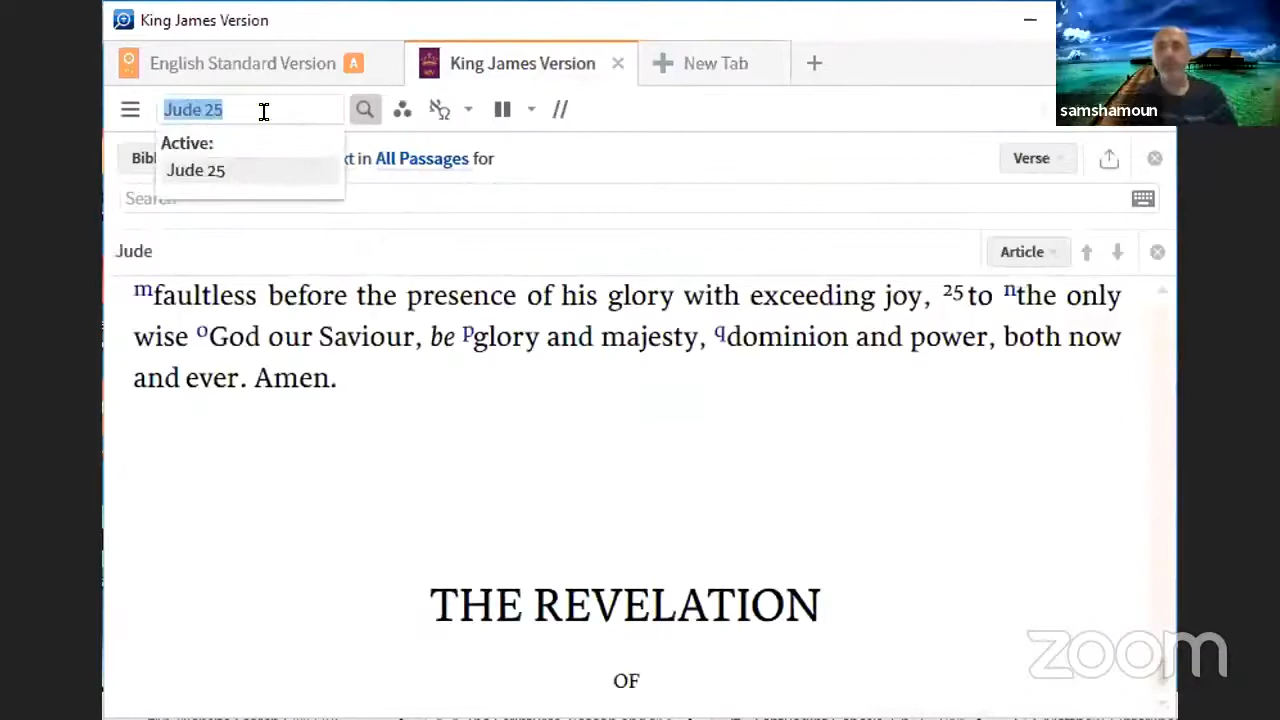 King James Version
English Standard Version A King James Version New Tab
samshamoun
Jude 25
Active:
Bibl xt in All Passages for Verse
Jude 25
Search
Jude Article
m faultless before the presence of his glory with exceeding joy, 25 to n the only
wise o God our Saviour, be p glory and majesty, q dominion and power, both now
and ever. Amen.
THE REVELATION
zoom
OF